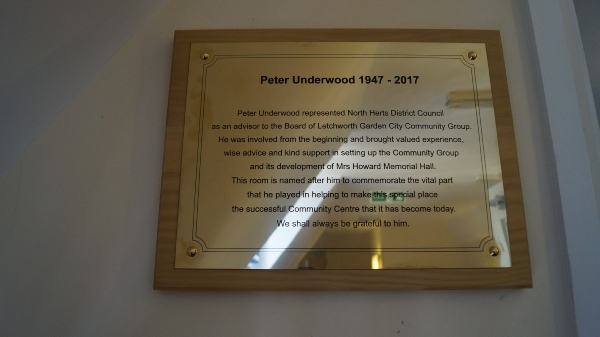 Peter Underwood 1947 - 2017
Peter Underwood represented North Herts District Council
as an advisor to the Board of Letchworth Garden City Community Group.
He was involved from the beginning and brought valued experience,
wise advice and kind support in setting up the Community Group
and its development of Mrs Howard Memorial Hall.
This room is named after him to commemorate the vital part
that he played in helping to make this special place
the successful Community Centre that it has become today.
We shall always be grateful to him.